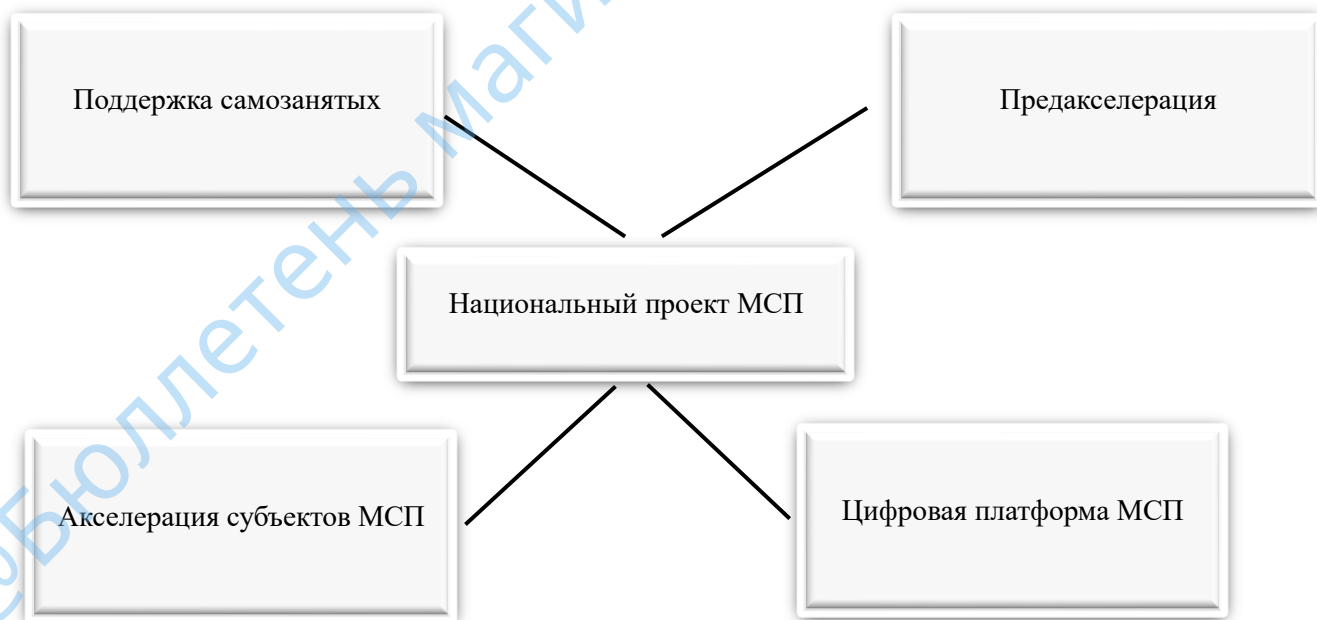 Поддержка самозанятых
Предакселерация
Национальный проект МСП
Акселерация субъектов МСП
Цифровая платформа МСП